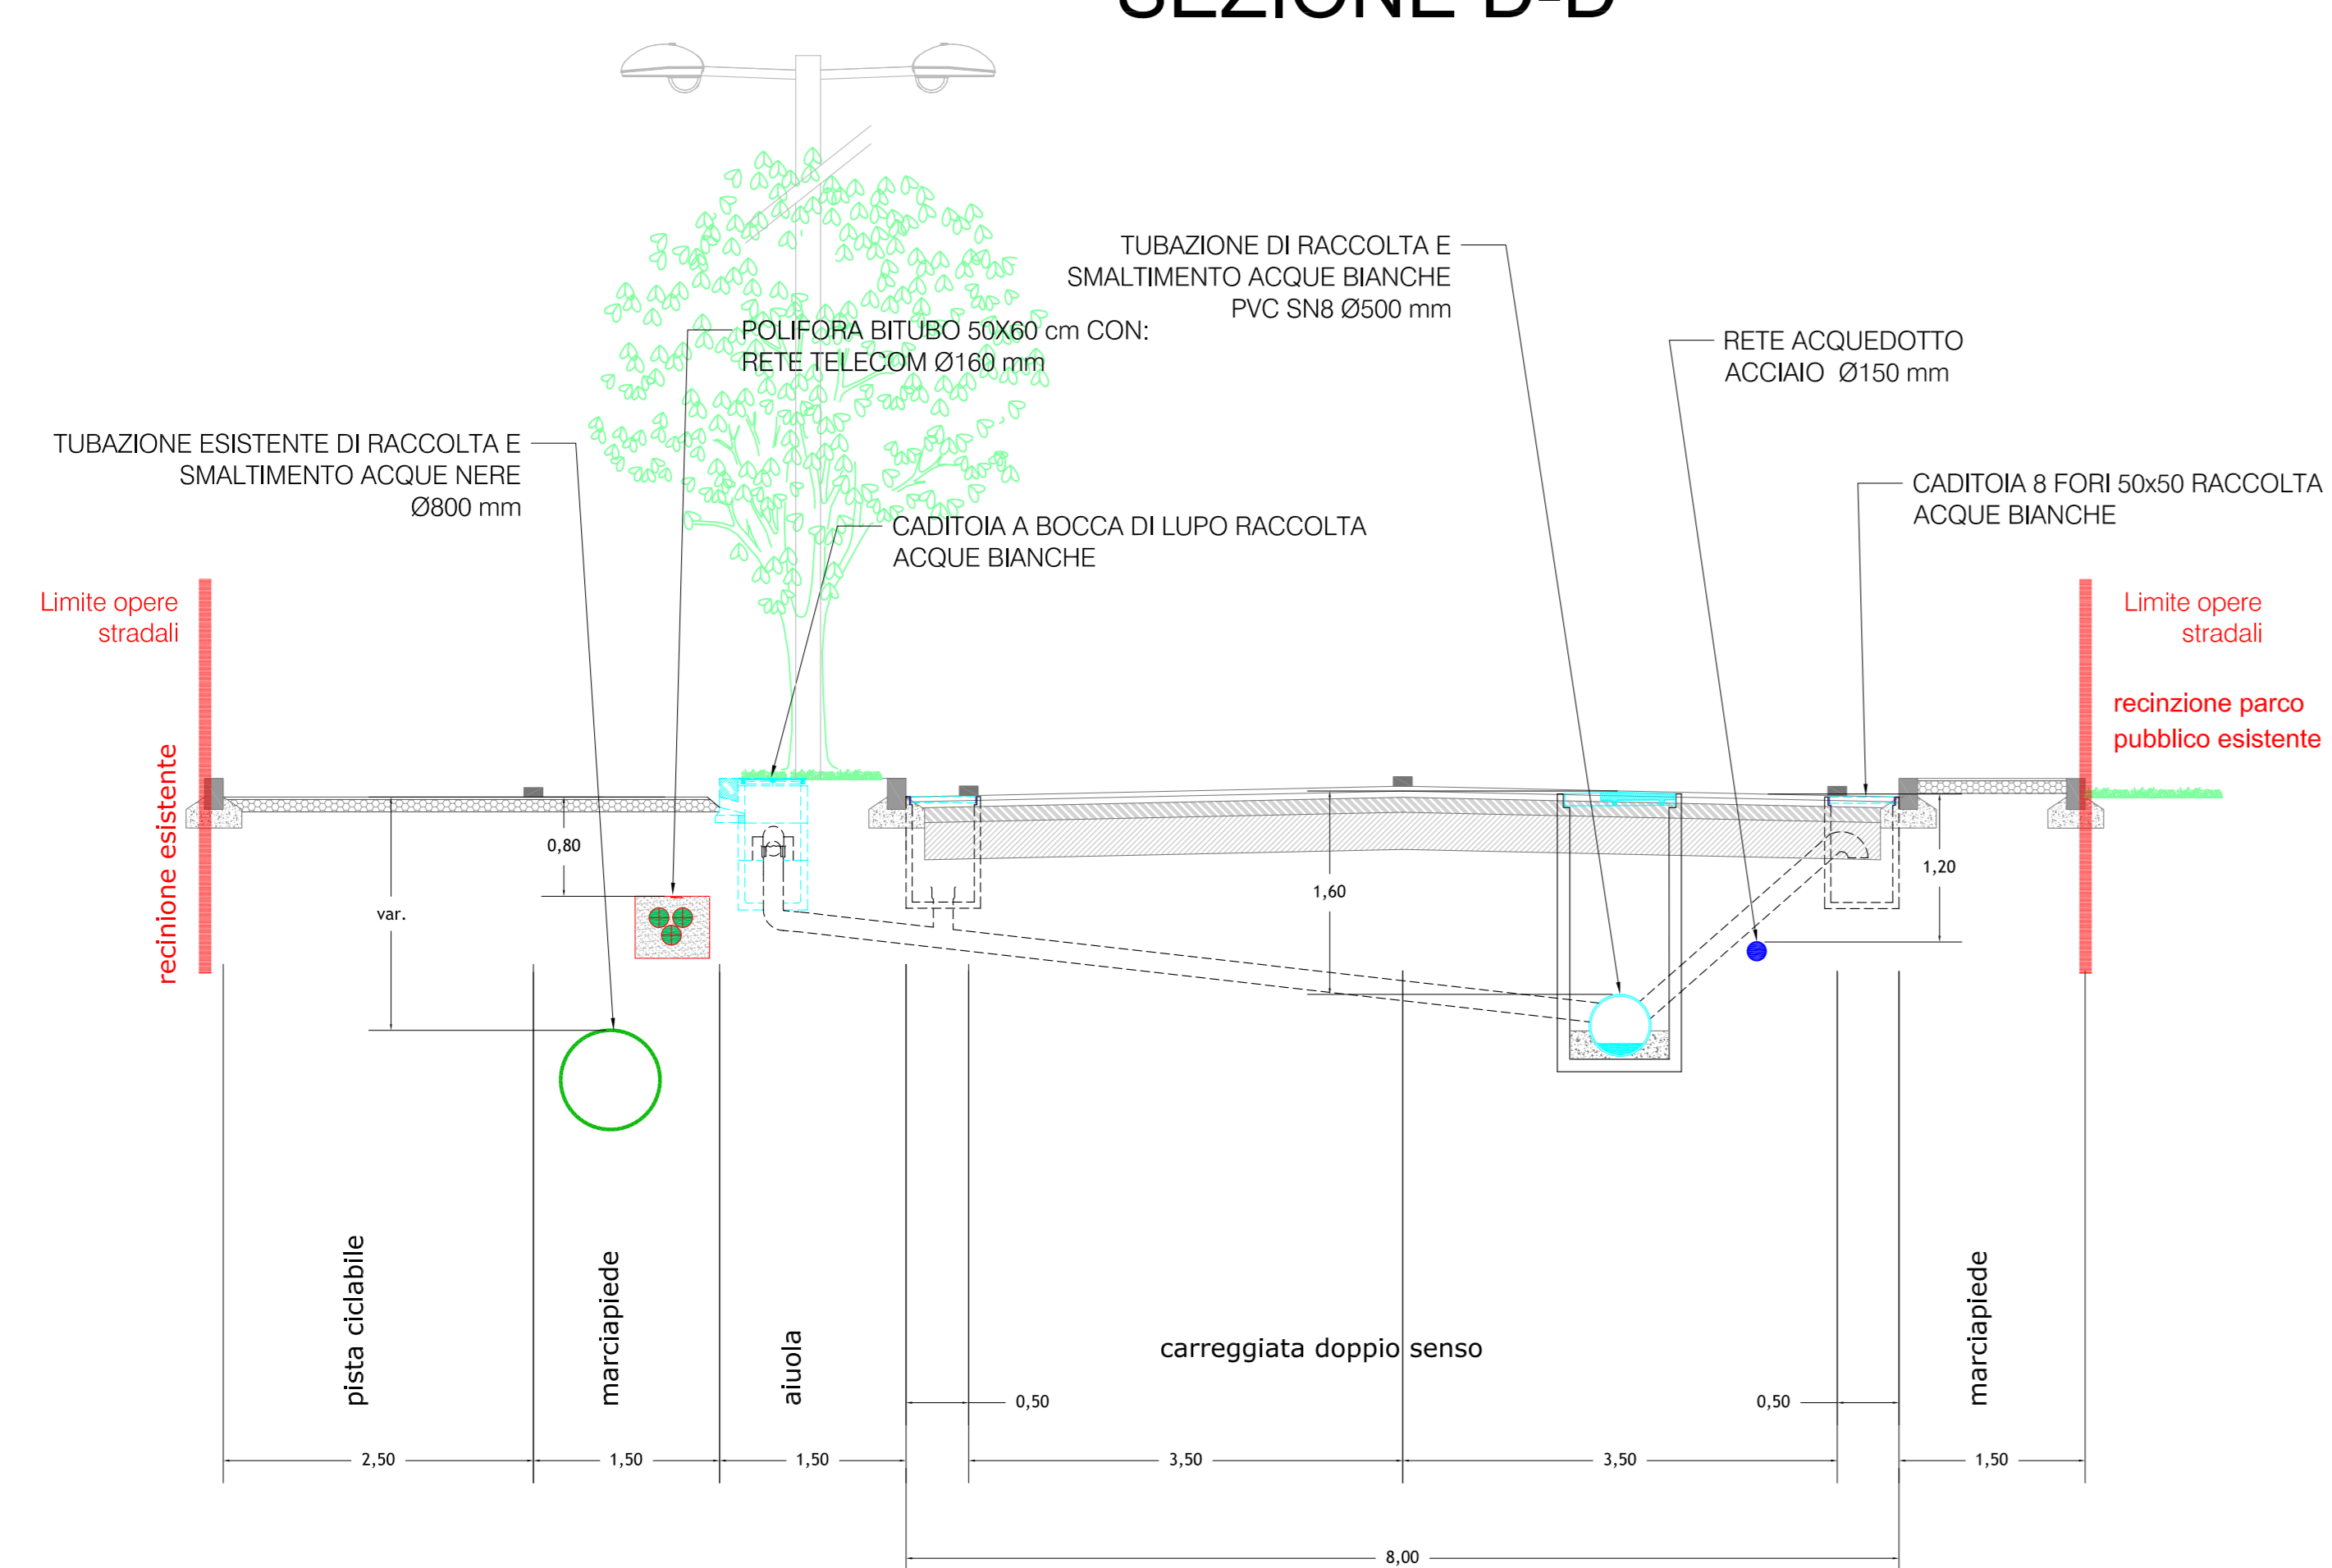 SEZIONE D-D
TUBAZIONE DI RACCOLTA E
SMALTIMENTO ACQUE BIANCHE
PVC SN8 Ø500 mm
POLIFORA BITUBO 50X60 cm CON:
RETE TELECOM Ø160 mm
RETE ACQUEDOTTO
ACCIAIO Ø150 mm
TUBAZIONE ESISTENTE DI RACCOLTA E
SMALTIMENTO ACQUE NERE
Ø800 mm
CADITOIA A BOCCA DI LUPO RACCOLTA
ACQUE BIANCHE
CADITOIA 8 FORI 50x50 RACCOLTA
ACQUE BIANCHE
Limite opere
stradali
Limite opere
stradali
recinzione parco
pubblico esistente
recinione esistente
0,80
var.
1,60
1,20
pista ciclabile
marciapiede
aiuola
carreggiata doppio senso
marciapiede
0,50
0,50
2,50
1,50
1,50
3,50
3,50
1,50
8,00